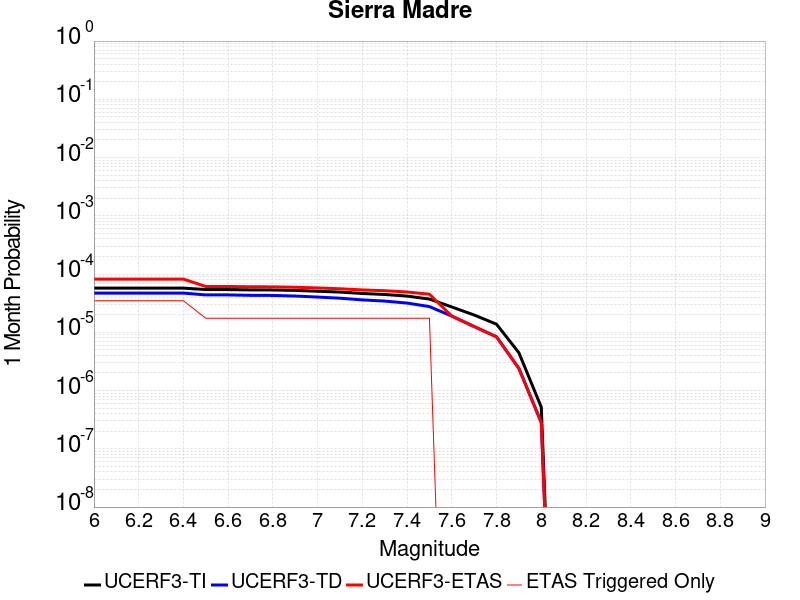 Sierra Madre
10^0
10^-1
10^-2
10^-3
10^-4
10^-5
10^-6
10^-7
10^-8
1 Month Probability
6 6.2 6.4 6.6 6.8 7 7.2 7.4 7.6 7.8 8 8.2 8.4 8.6 8.8 9
Magnitude
UCERF3-TI UCERF3-TD UCERF3-ETAS ETAS Triggered Only